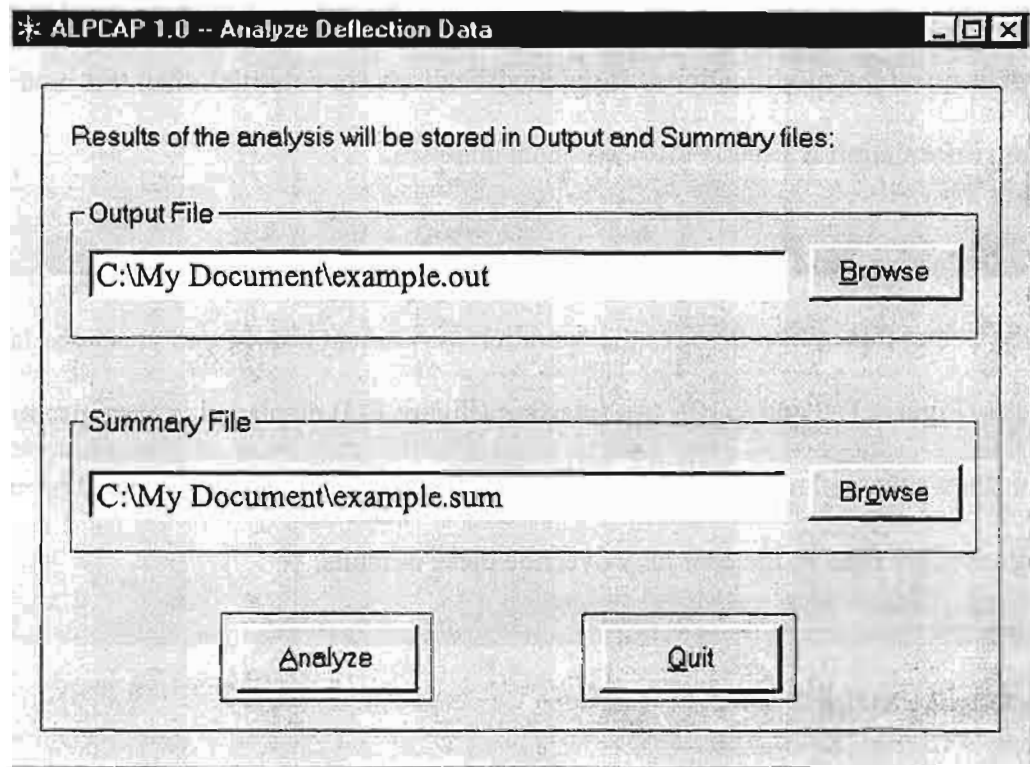 ALPCAP 1.0 -- Analyze Deflection Data
Results of the analysis will be stored in Output and Summary files:
Output File
C:\My Document\example.out
Browse
Summary File
C:\My Document\example.sum
Browse
Analyze
Quit